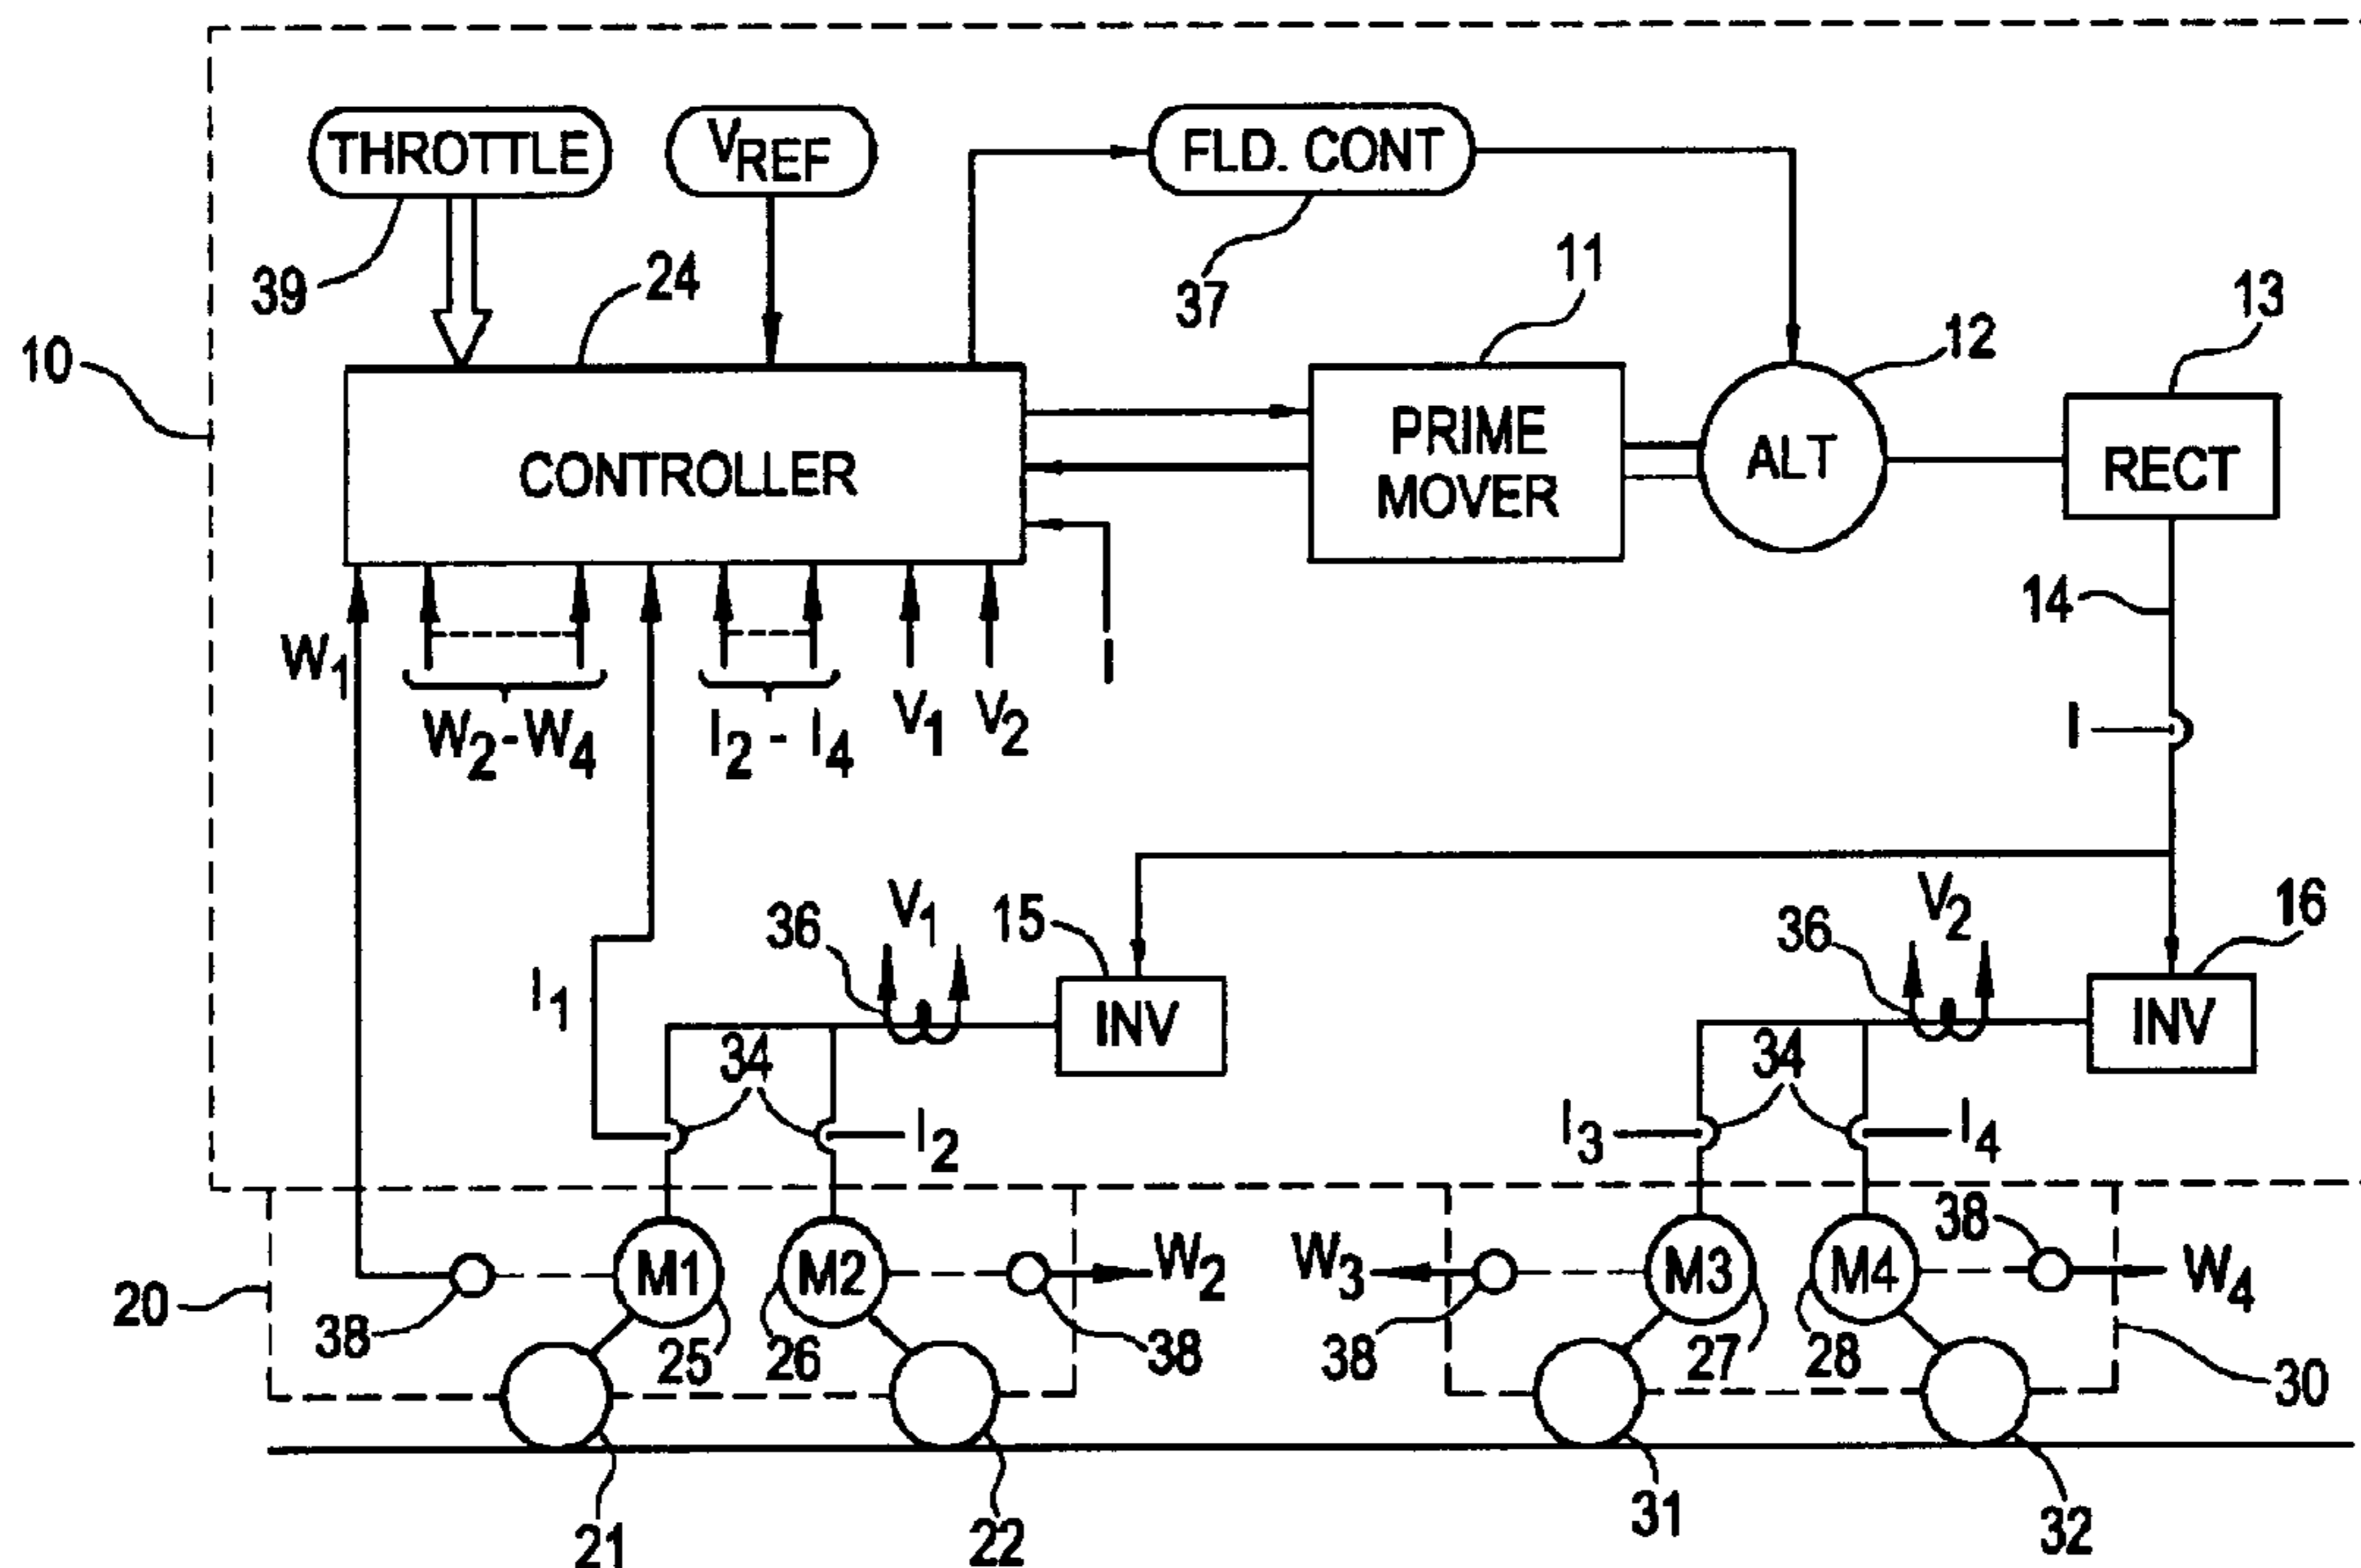 THROTTLE
VREF
FLD. CONT
39
24
37
11
12
13
10
CONTROLLER
PRIME
MOVER
ALT
RECT
14
W1
W2-W4
I2 - I4
V1
V2
I
I
36
V1
15
INV
36
V2
16
INV
I1
34
I2
34
I3
I4
20
38
M1
M2
W2
W3
M3
M4
38
W4
25
26
38
38
27
28
30
21
22
31
32